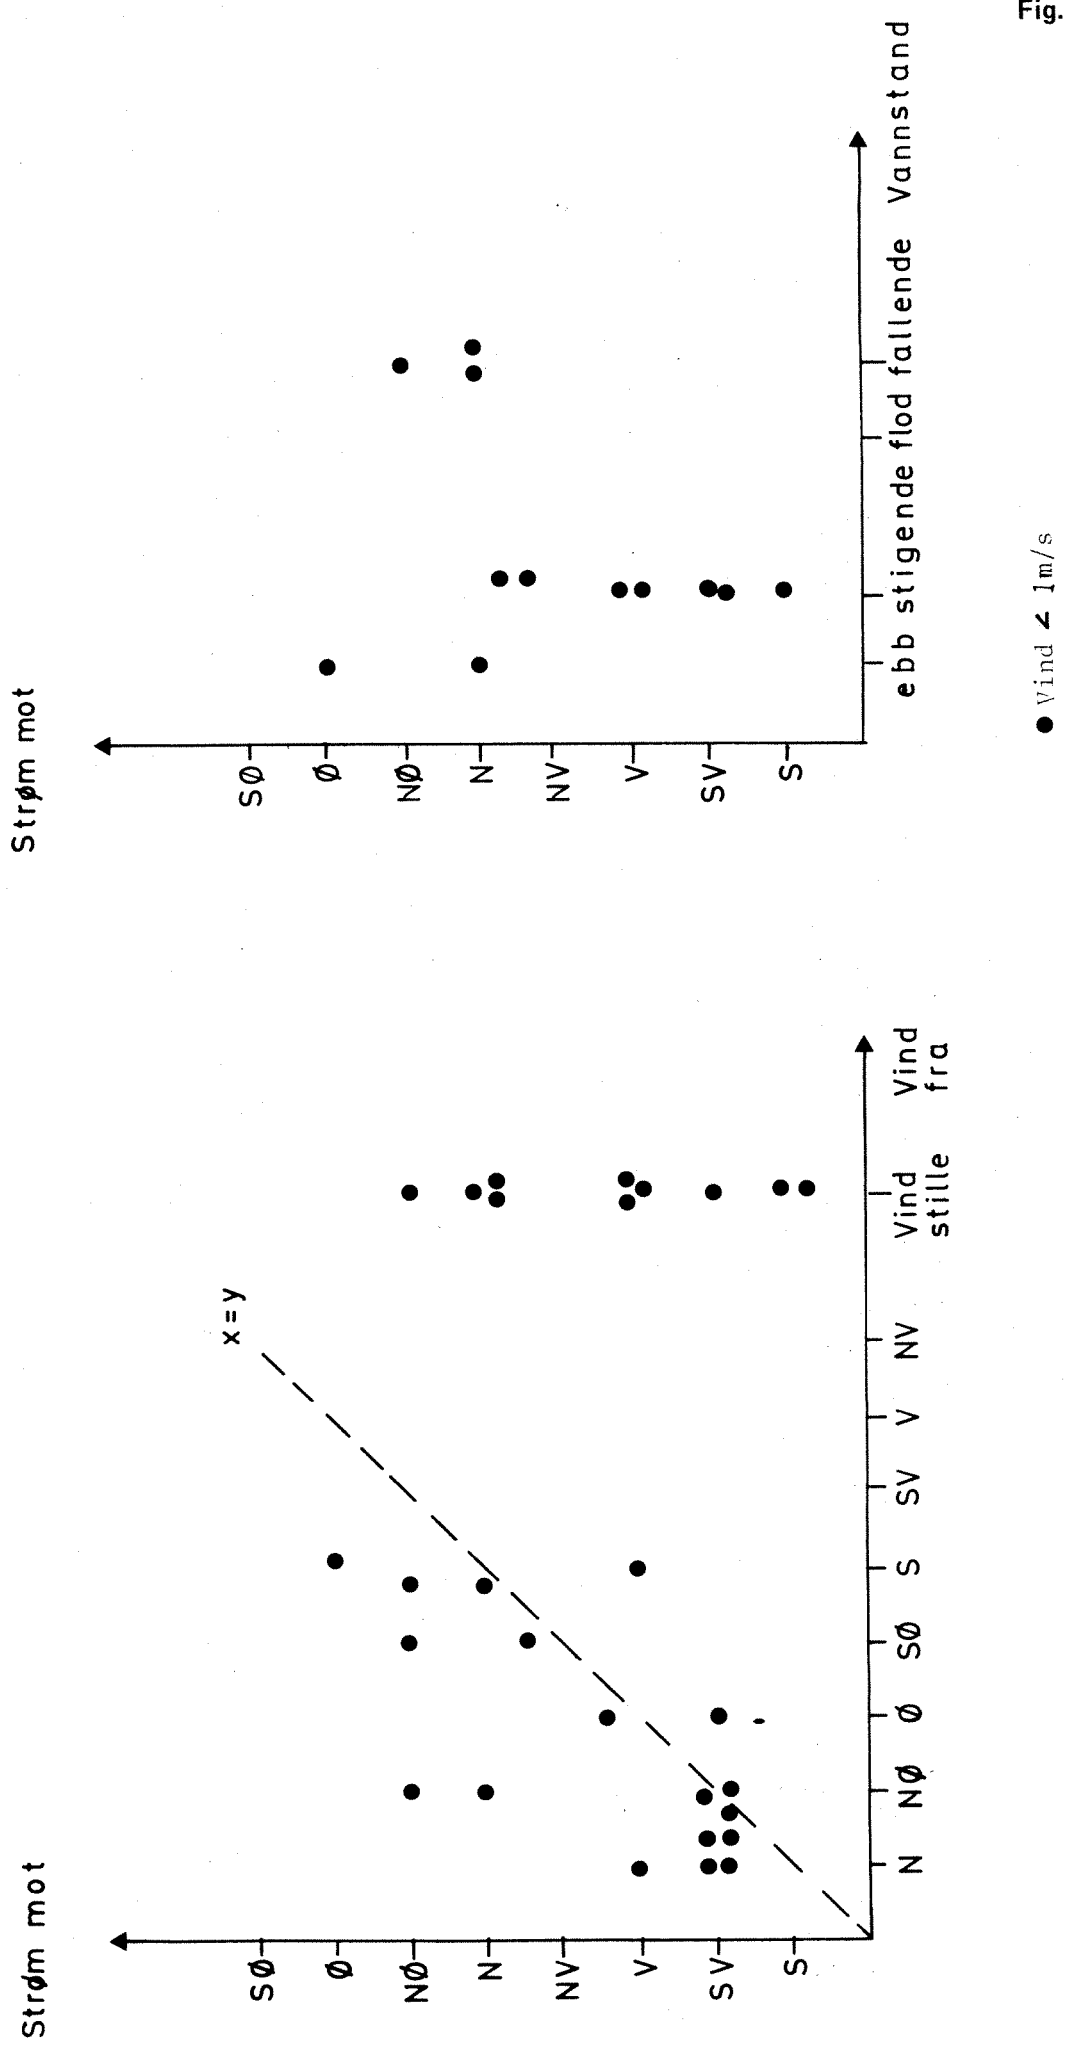 Strøm mot
SØ
Ø
NØ
N
NV
V
SV
S
x = y
N NØ Ø SØ S SV V NV Vind Vind
stille fra
Strøm mot
SØ
Ø
NØ
N
NV
V
SV
S
ebb stigende flod fallende Vannstand
● Vind < 1m/s
Fig.